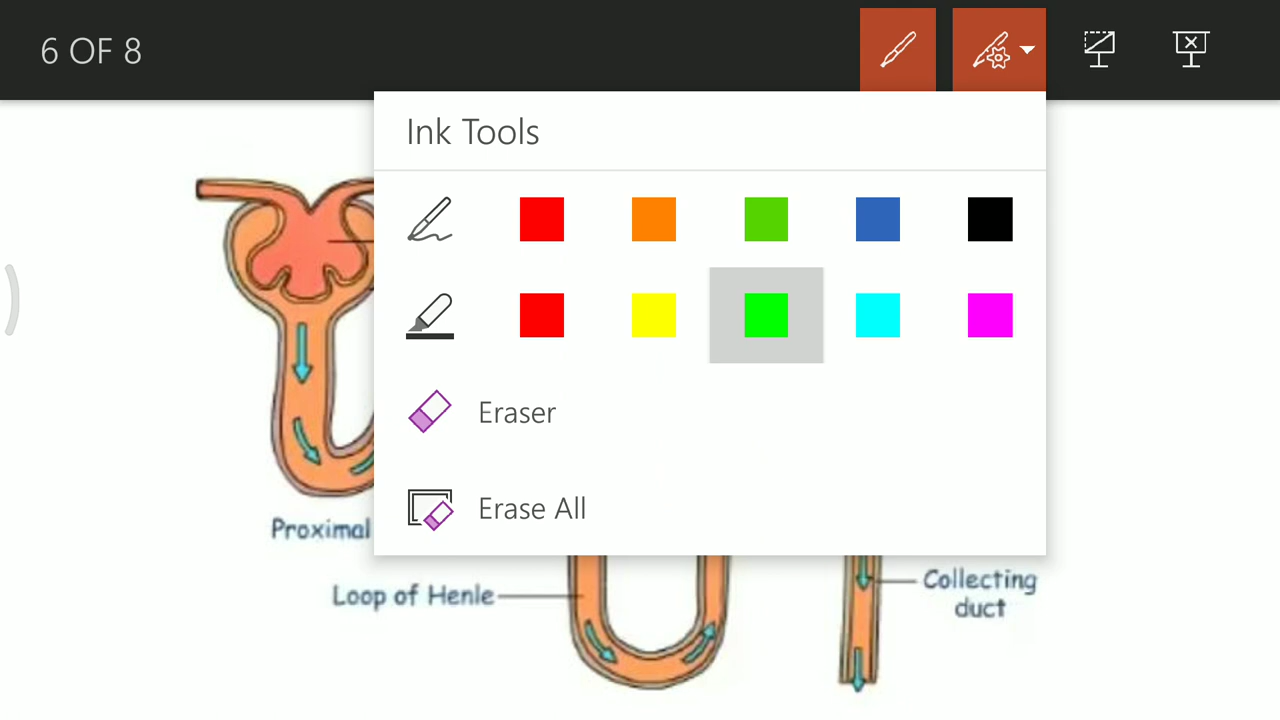 6 OF 8
Ink Tools
Eraser
Erase All
Proximal
Loop of Henle
Collecting
duct